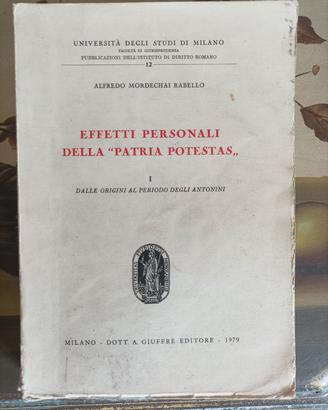 UNIVERSITÀ DEGLI STUDI DI MILANO
FACOLTÀ DI GIURISPRUDENZA
PUBBLICAZIONI DELL'ISTITUTO DI DIRITTO ROMANO
12
ALFREDO MORDECHAI RABELLO
EFFETTI PERSONALI
DELLA "PATRIA POTESTAS„
I
DALLE ORIGINI AL PERIODO DEGLI ANTONINI
MILANO - DOTT. A. GIUFFRÈ EDITORE - 1979